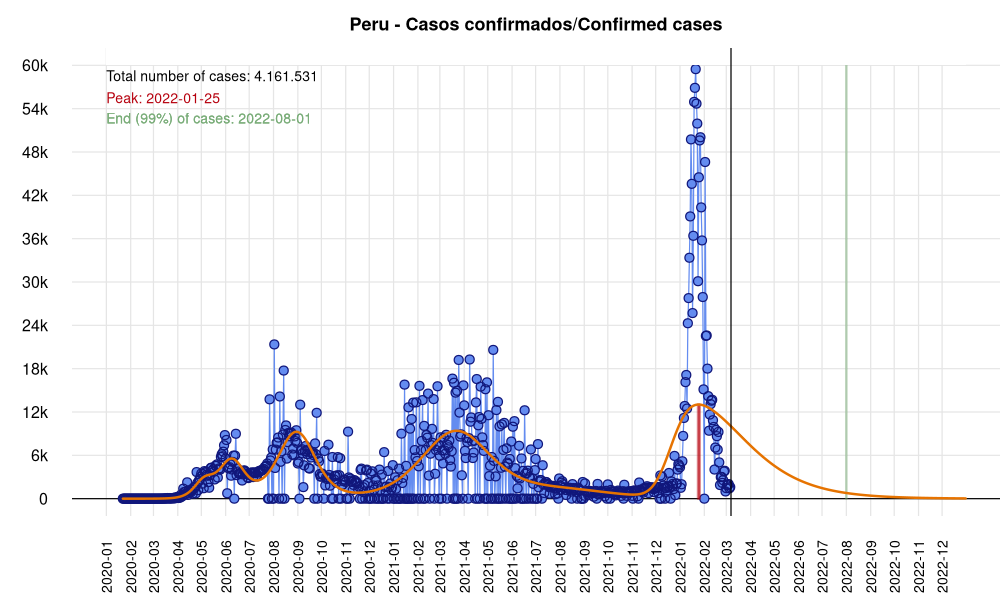 Peru - Casos confirmados/Confirmed cases
Total number of cases: 4.161.531
Peak: 2022-01-25
End (99%) of cases: 2022-08-01
60k
54k
48k
42k
36k
30k
24k
18k
12k
6k
0
2020-01
2020-02
2020-03
2020-04
2020-05
2020-06
2020-07
2020-08
2020-09
2020-10
2020-11
2020-12
2021-01
2021-02
2021-03
2021-04
2021-05
2021-06
2021-07
2021-08
2021-09
2021-10
2021-11
2021-12
2022-01
2022-02
2022-03
2022-04
2022-05
2022-06
2022-07
2022-08
2022-09
2022-10
2022-11
2022-12